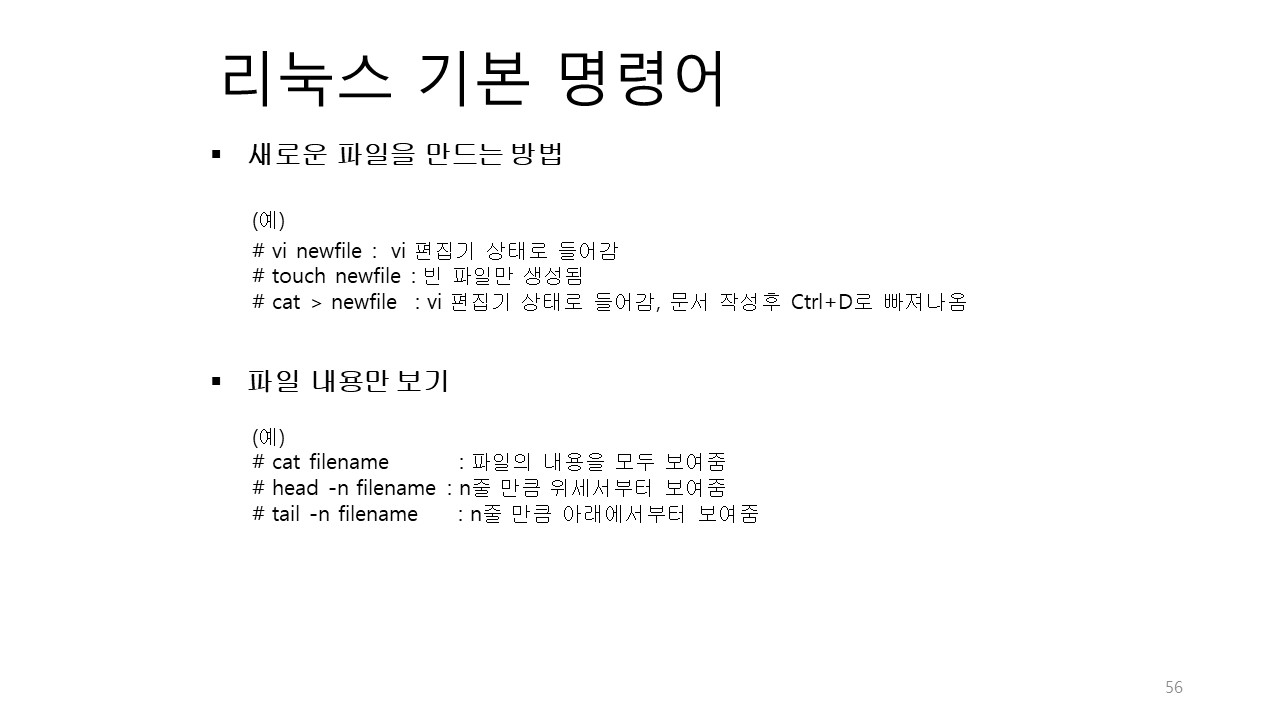 리눅스 기본 명령어
▪ 새로운 파일을 만드는 방법
(예)
# vi newfile : vi 편집기 상태로 들어감
# touch newfile : 빈 파일만 생성됨
# cat > newfile : vi 편집기 상태로 들어감, 문서 작성후 Ctrl+D로 빠져나옴
▪ 파일 내용만 보기
(예)
# cat filename : 파일의 내용을 모두 보여줌
# head -n filename : n줄 만큼 위세서부터 보여줌
# tail -n filename : n줄 만큼 아래에서부터 보여줌
56